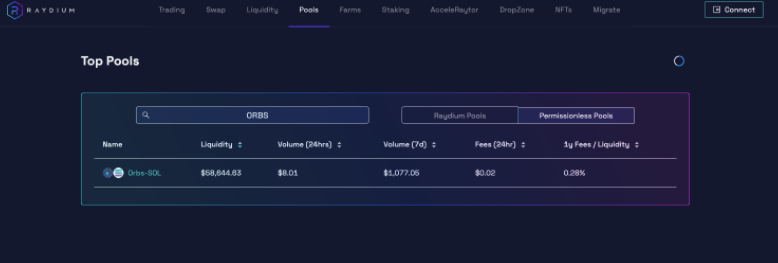 RAYDIUM Trading Swap Liquidity Pools Farms Staking AcceleRaytor DropZone NFTs Migrate Connect
Top Pools
ORBS Raydium Pools Permissionless Pools
Name Liquidity Volume (24hrs) Volume (7d) Fees (24hr) 1y Fees / Liquidity
Orbs-SOL $58,644.63 $8.01 $1,077.05 $0.02 0.28%